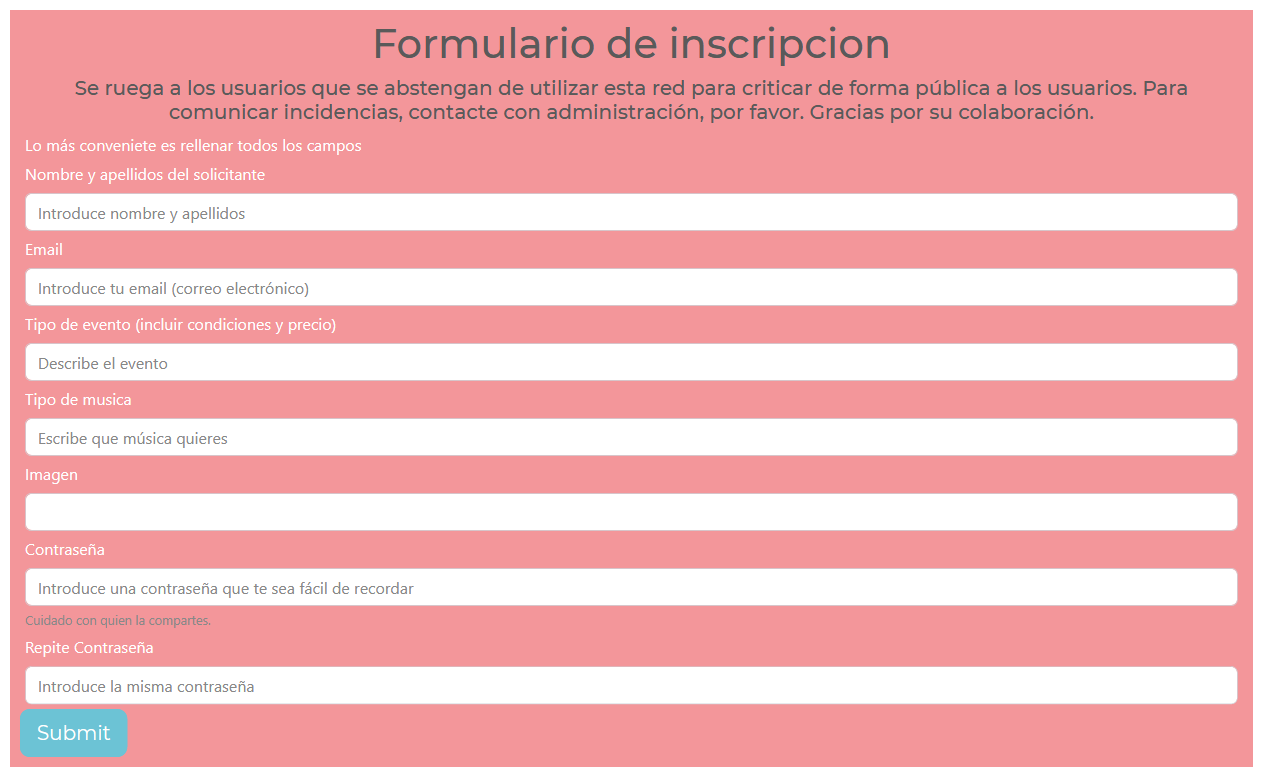 Formulario de inscripcion
Se ruega a los usuarios que se abstengan de utilizar esta red para criticar de forma pública a los usuarios. Para
comunicar incidencias, contacte con administración, por favor. Gracias por su colaboración.
Lo más conveniete es rellenar todos los campos
Nombre y apellidos del solicitante
Introduce nombre y apellidos
Email
Introduce tu email (correo electrónico)
Tipo de evento (incluir condiciones y precio)
Describe el evento
Tipo de musica
Escribe que música quieres
Imagen
Contraseña
Introduce una contraseña que te sea fácil de recordar
Cuidado con quien la compartes.
Repite Contraseña
Introduce la misma contraseña
Submit